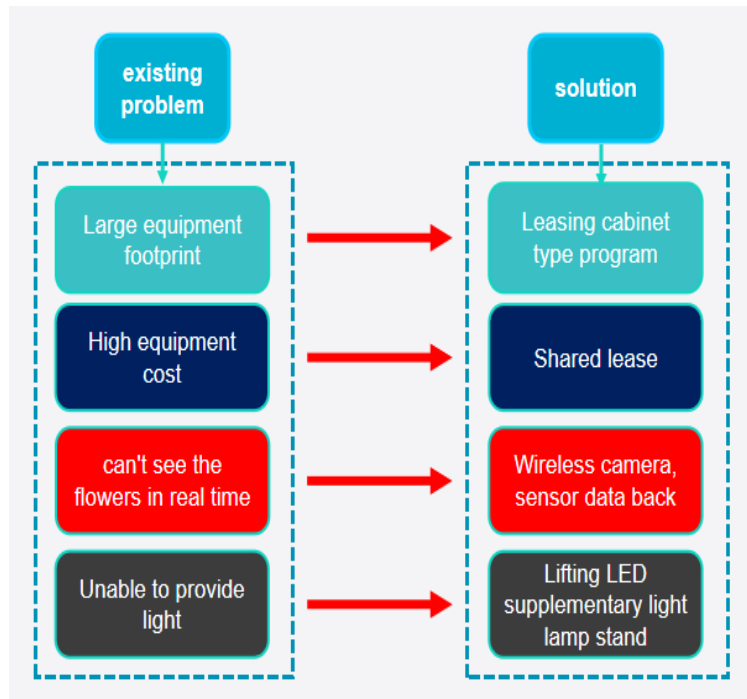 existing
problem
solution
Large equipment
footprint
Leasing cabinet
type program
High equipment
cost
Shared lease
can't see the
flowers in real time
Wireless camera,
sensor data back
Unable to provide
light
Lifting LED
supplementary light
lamp stand